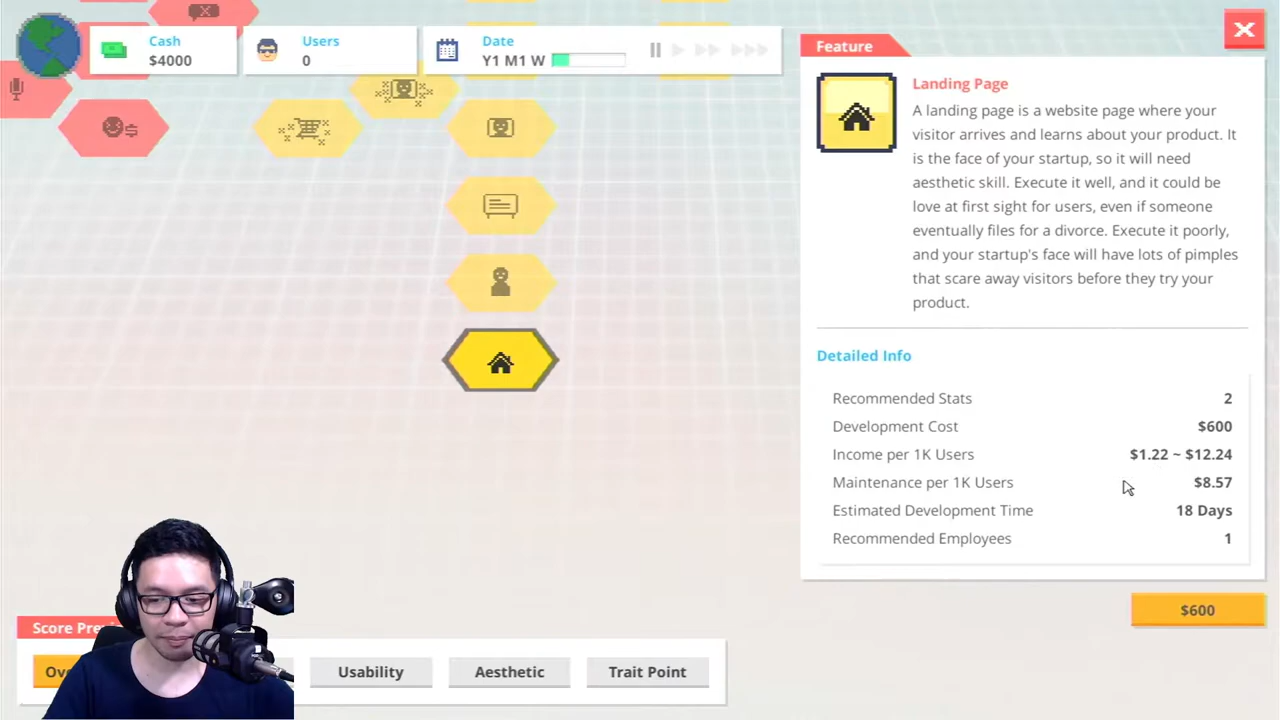 Cash
$4000
Users
0
Date
Y1 M1 W
Feature
Landing Page
A landing page is a website page where your
visitor arrives and learns about your product. It
is the face of your startup, so it will need
aesthetic skill. Execute it well, and it could be
love at first sight for users, even if someone
eventually files for a divorce. Execute it poorly,
and your startup's face will have lots of pimples
that scare away visitors before they try your
product.
Detailed Info
Recommended Stats 2
Development Cost $600
Income per 1K Users $1.22 ~ $12.24
Maintenance per 1K Users $8.57
Estimated Development Time 18 Days
Recommended Employees 1
$600
Score
Usability
Aesthetic
Trait Point